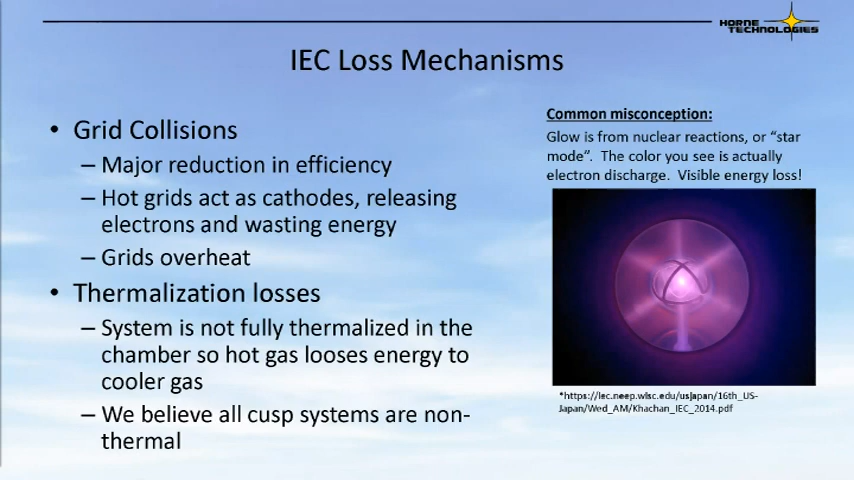 HORNE
TECHNOLOGIES
IEC Loss Mechanisms
• Grid Collisions
– Major reduction in efficiency
– Hot grids act as cathodes, releasing
electrons and wasting energy
– Grids overheat
• Thermalization losses
– System is not fully thermalized in the
chamber so hot gas looses energy to
cooler gas
– We believe all cusp systems are non-
thermal
Common misconception:
Glow is from nuclear reactions, or “star
mode”. The color you see is actually
electron discharge. Visible energy loss!
*https://iec.neep.wisc.edu/usjapan/16th_US-
Japan/Wed_AM/Khachan_IEC_2014.pdf